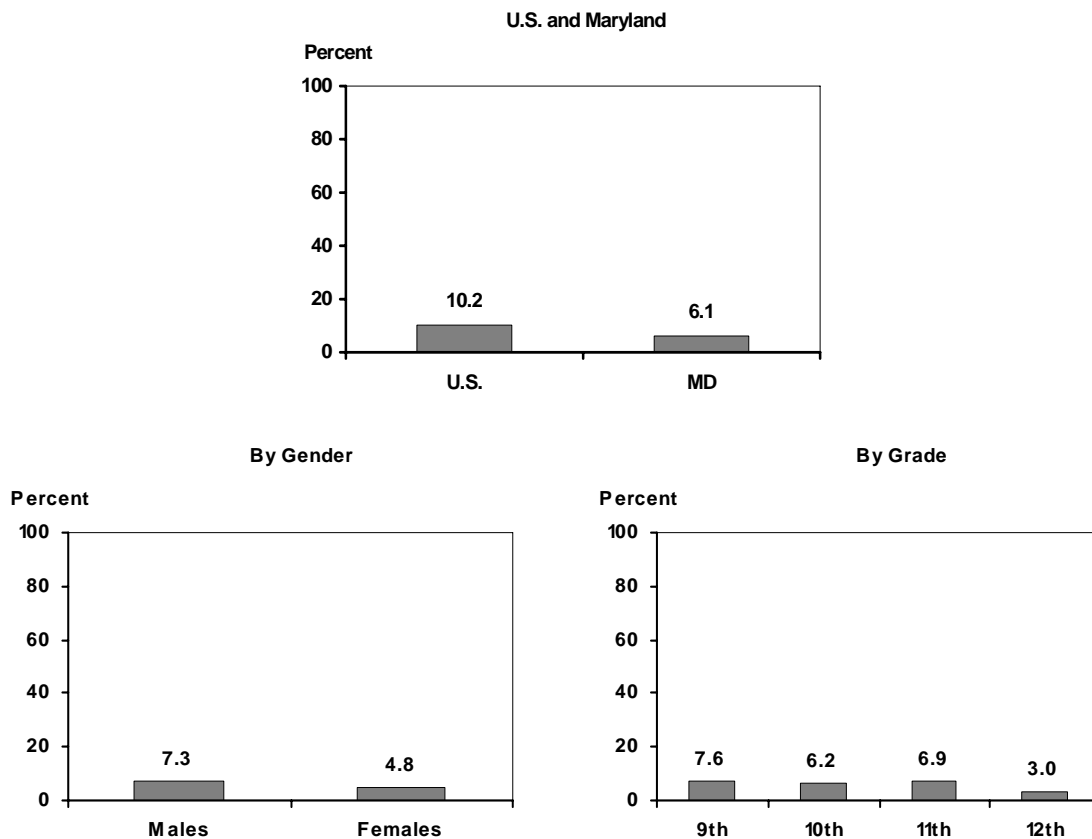 U.S. and Maryland
Percent
100
80
60
40
20
0
10.2
6.1
U.S.
MD
By Gender
Percent
100
80
60
40
20
0
7.3
4.8
Males
Females
By Grade
Percent
100
80
60
40
20
0
7.6
6.2
6.9
3.0
9th
10th
11th
12th